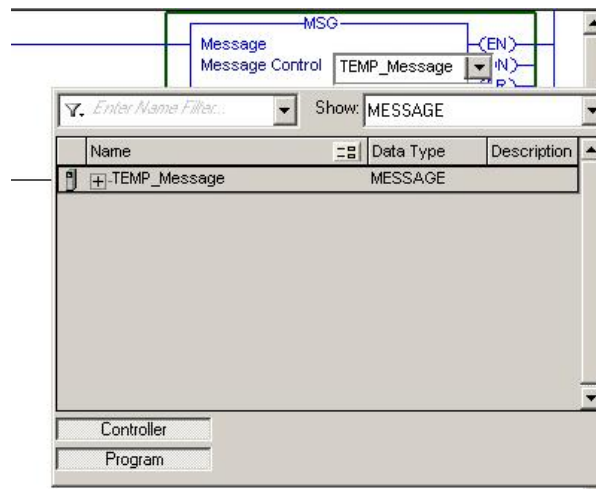 MSG
Message
Message Control TEMP_Message
(EN)
Enter Name Filter...
Show: MESSAGE
Name Data Type Description
TEMP_Message MESSAGE
Controller
Program